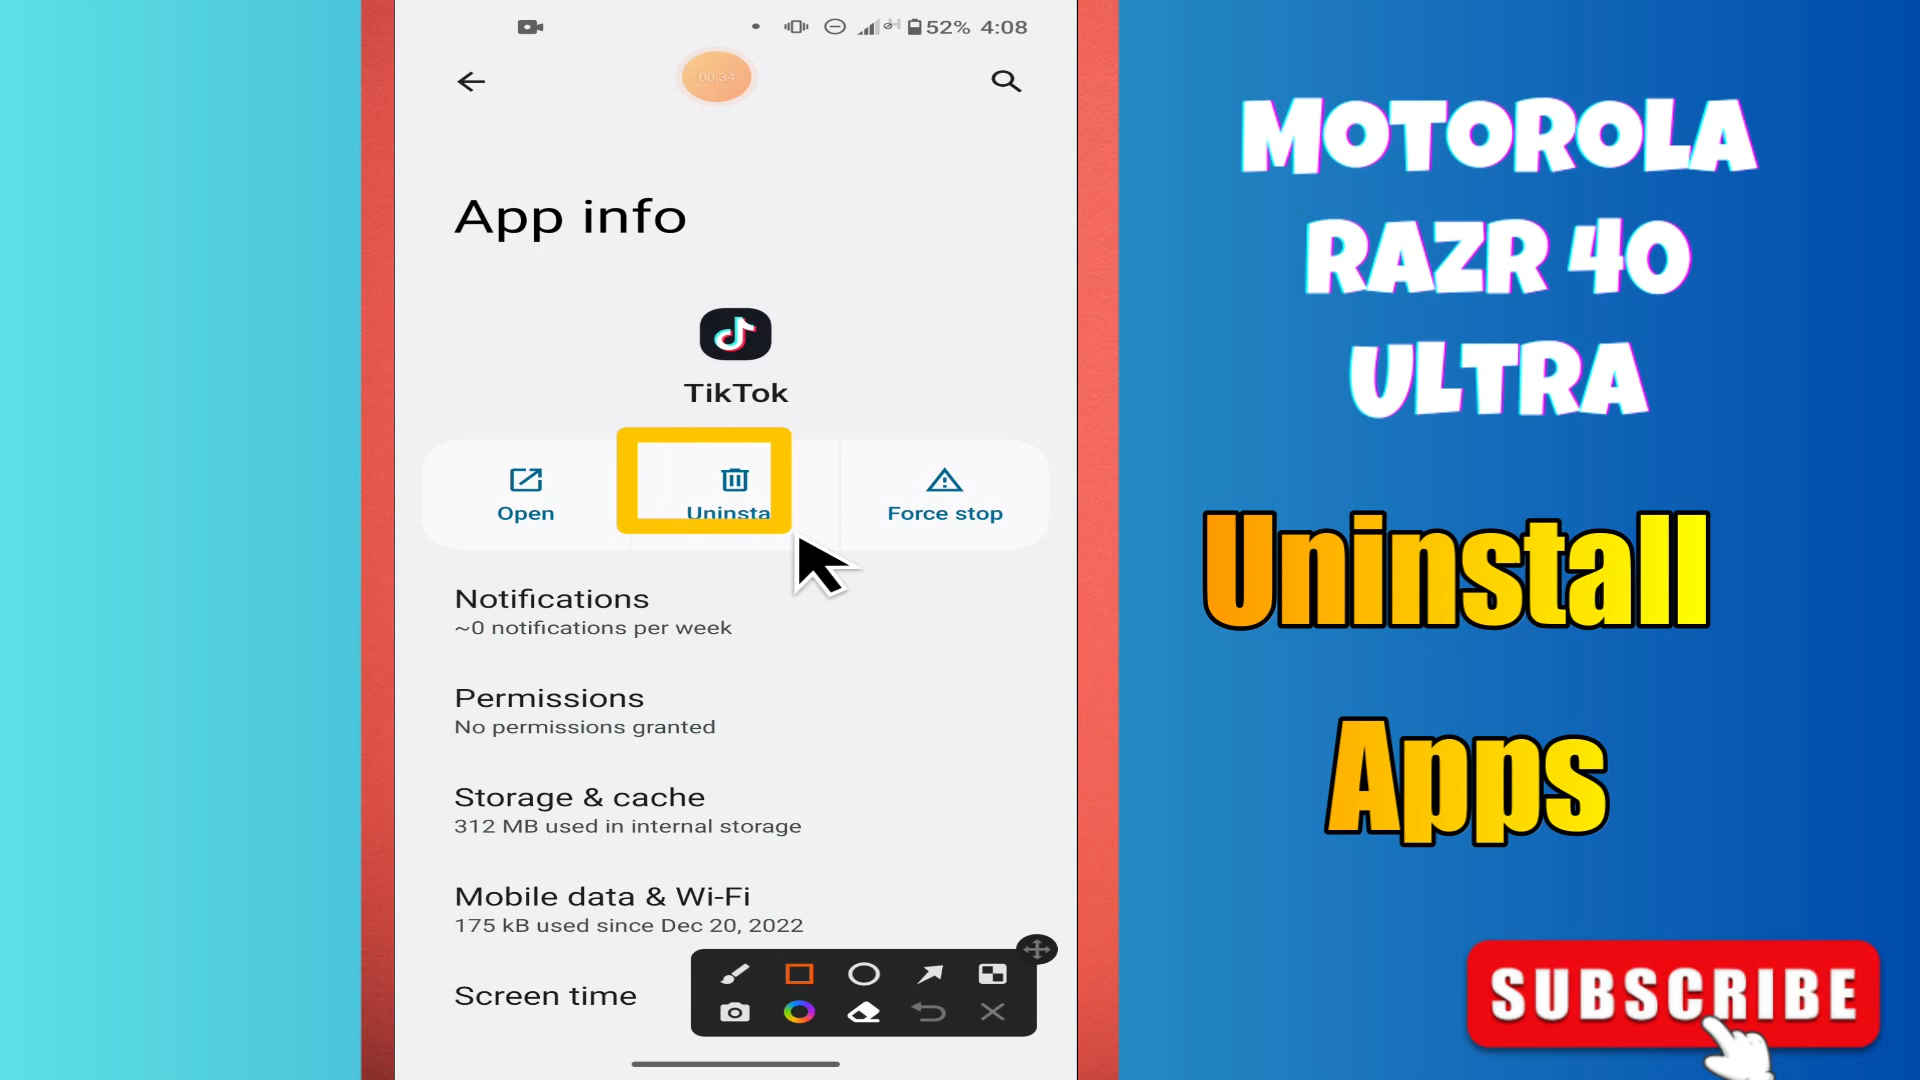 52% 4:08
00:34
App info
TikTok
Open
Uninsta
Force stop
Notifications
~0 notifications per week
Permissions
No permissions granted
Storage & cache
312 MB used in internal storage
Mobile data & Wi-Fi
175 kB used since Dec 20, 2022
Screen time
MOTOROLA
RAZR 40
ULTRA
Uninstall
Apps
SUBSCRIBE